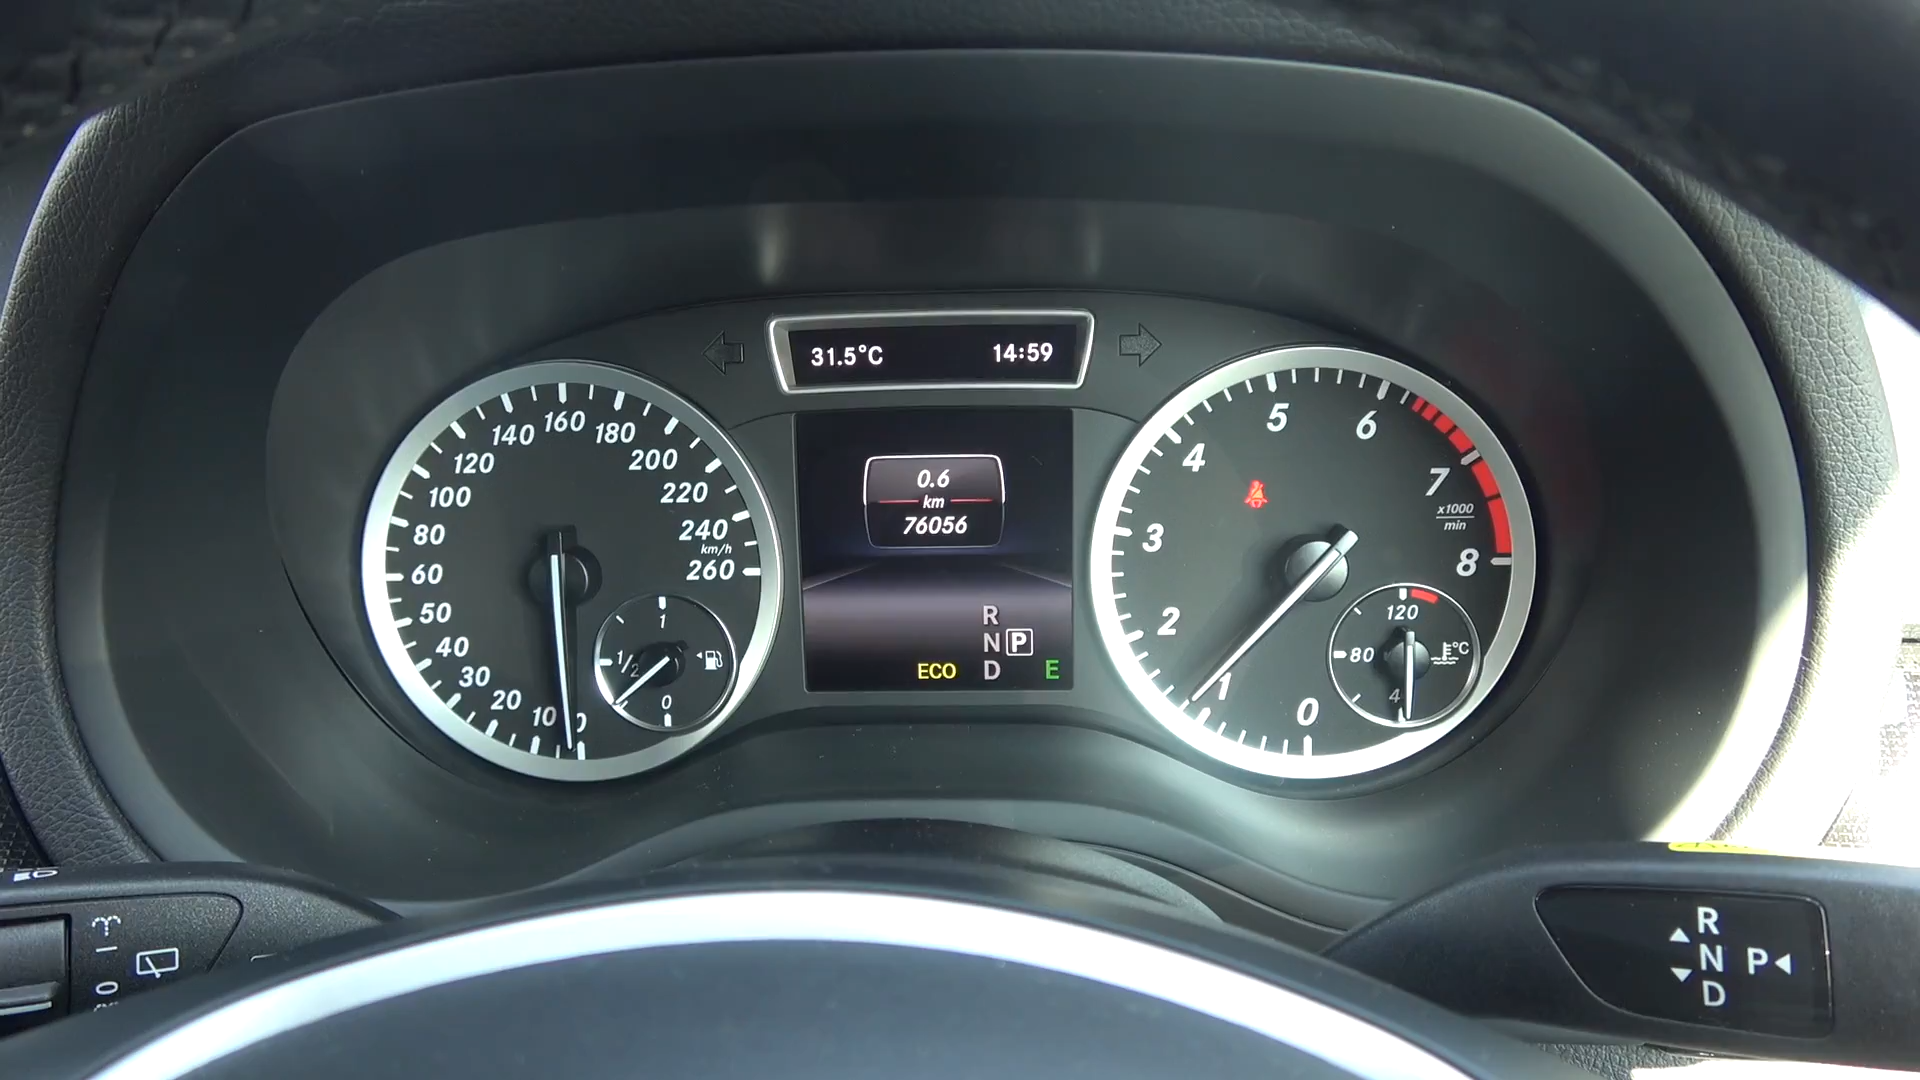 31.5°C 14:59
160
140 180
120 200
100 220
80 240
km/h
60 260
50
40
30
20
10
1
1/2
0
0.6
km
76056
R
N P
ECO D E
5 6
4
7
x1000
min
3
8
2
1
0
120
80 °C
R
N P
D
0